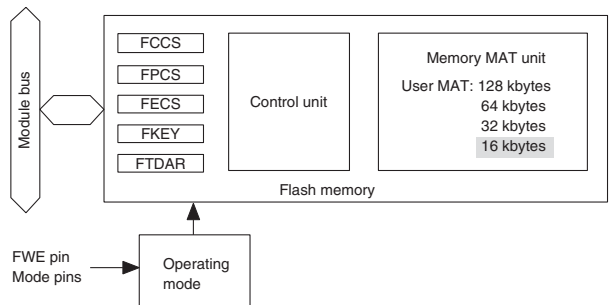 Module bus
FCCS
FPCS
FECS
FKEY
FTDAR
Control unit
Memory MAT unit
User MAT: 128 kbytes
64 kbytes
32 kbytes
16 kbytes
Flash memory
FWE pin
Mode pins
Operating
mode